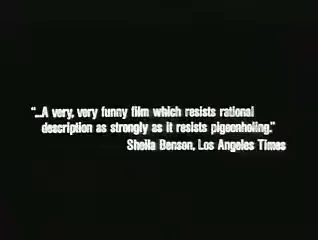 "...A very, very funny film which resists rational
description as strongly as it resists pigeonholing."
Sheila Benson, Los Angeles Times